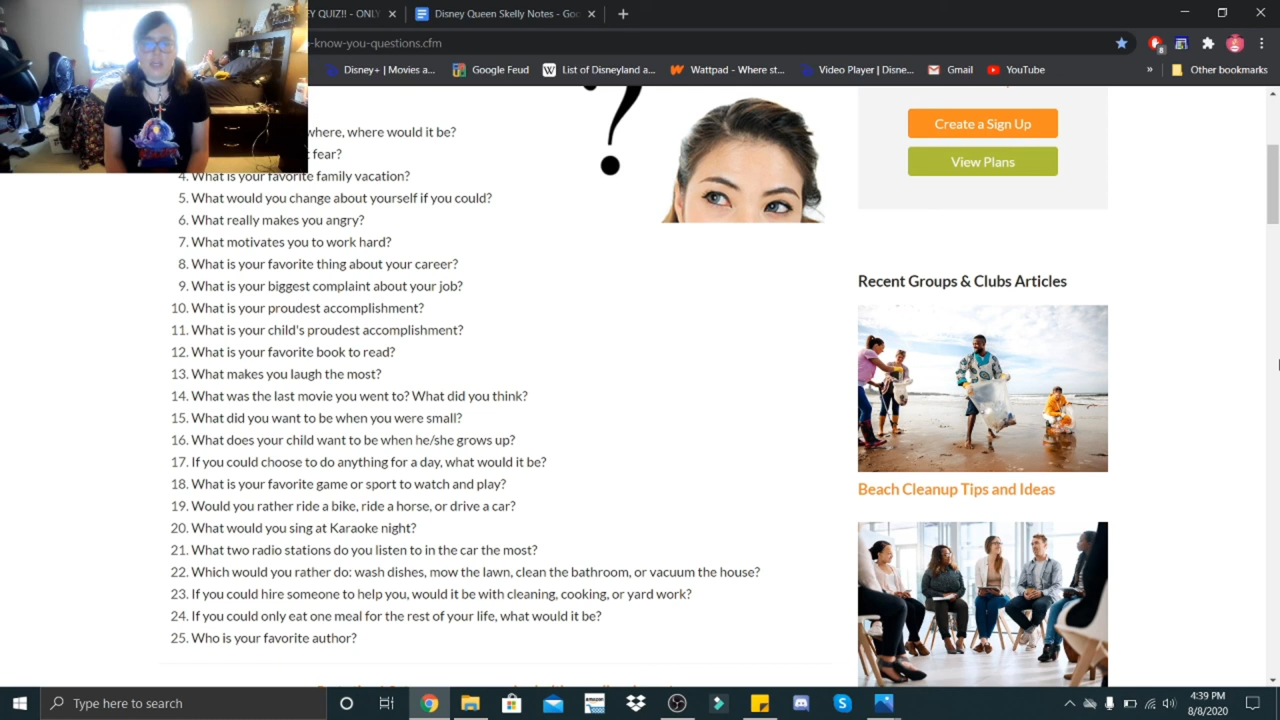 EY QUIZ!! - ONLY
Disney Queen Skelly Notes - Goo
-know-you-questions.cfm
Disney+ | Movies a...
Google Feud
List of Disneyland a...
Wattpad - Where st...
Video Player | Disne...
Gmail
YouTube
»
Other bookmarks
where, where would it be?
fear?
4. What is your favorite family vacation?
5. What would you change about yourself if you could?
6. What really makes you angry?
7. What motivates you to work hard?
8. What is your favorite thing about your career?
9. What is your biggest complaint about your job?
10. What is your proudest accomplishment?
11. What is your child's proudest accomplishment?
12. What is your favorite book to read?
13. What makes you laugh the most?
14. What was the last movie you went to? What did you think?
15. What did you want to be when you were small?
16. What does your child want to be when he/she grows up?
17. If you could choose to do anything for a day, what would it be?
18. What is your favorite game or sport to watch and play?
19. Would you rather ride a bike, ride a horse, or drive a car?
20. What would you sing at Karaoke night?
21. What two radio stations do you listen to in the car the most?
22. Which would you rather do: wash dishes, mow the lawn, clean the bathroom, or vacuum the house?
23. If you could hire someone to help you, would it be with cleaning, cooking, or yard work?
24. If you could only eat one meal for the rest of your life, what would it be?
25. Who is your favorite author?
?
Create a Sign Up
View Plans
Recent Groups & Clubs Articles
Beach Cleanup Tips and Ideas
Type here to search
4:39 PM
8/8/2020